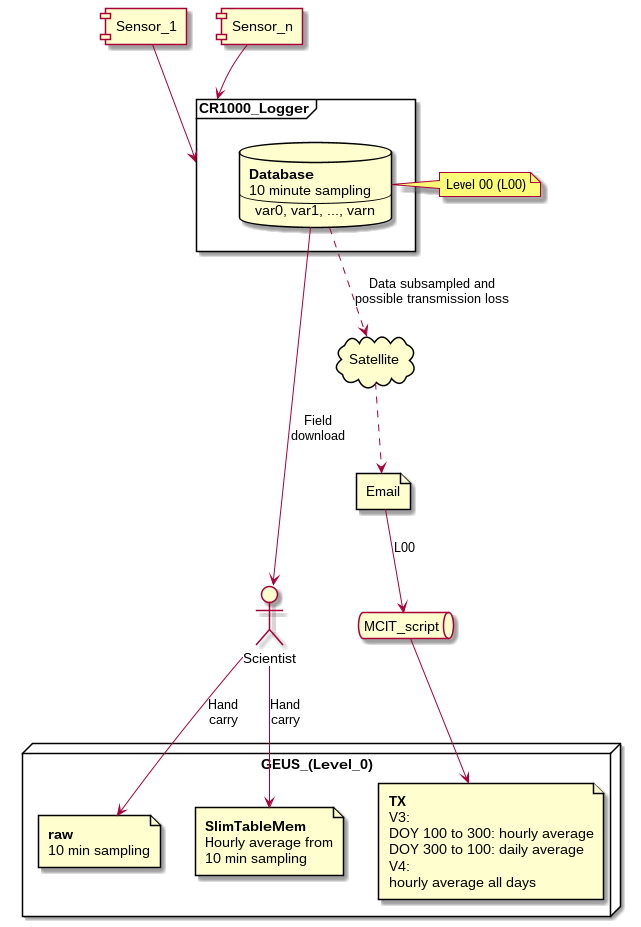 Sensor_1
Sensor_n
CR1000_Logger
Database
10 minute sampling
var0, var1, ..., varn
Level 00 (L00)
Data subsampled and
possible transmission loss
Satellite
Field
download
Email
L00
MCIT_script
Scientist
Hand
carry
Hand
carry
GEUS_(Level_0)
raw
10 min sampling
SlimTableMem
Hourly average from
10 min sampling
TX
V3:
DOY 100 to 300: hourly average
DOY 300 to 100: daily average
V4:
hourly average all days